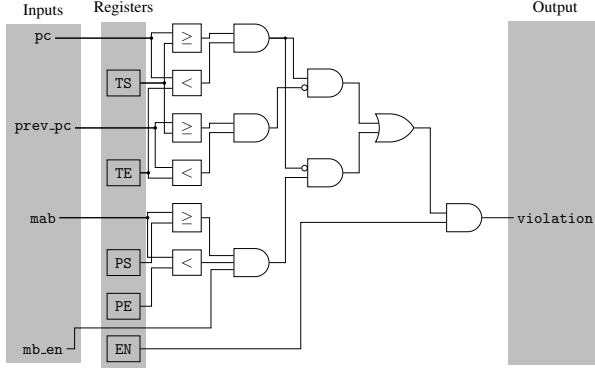 Inputs Registers Output
pc
≥
TS
<
prev_pc
≥
TE
<
mab
≥
violation
PS
<
PE
mb_en
EN